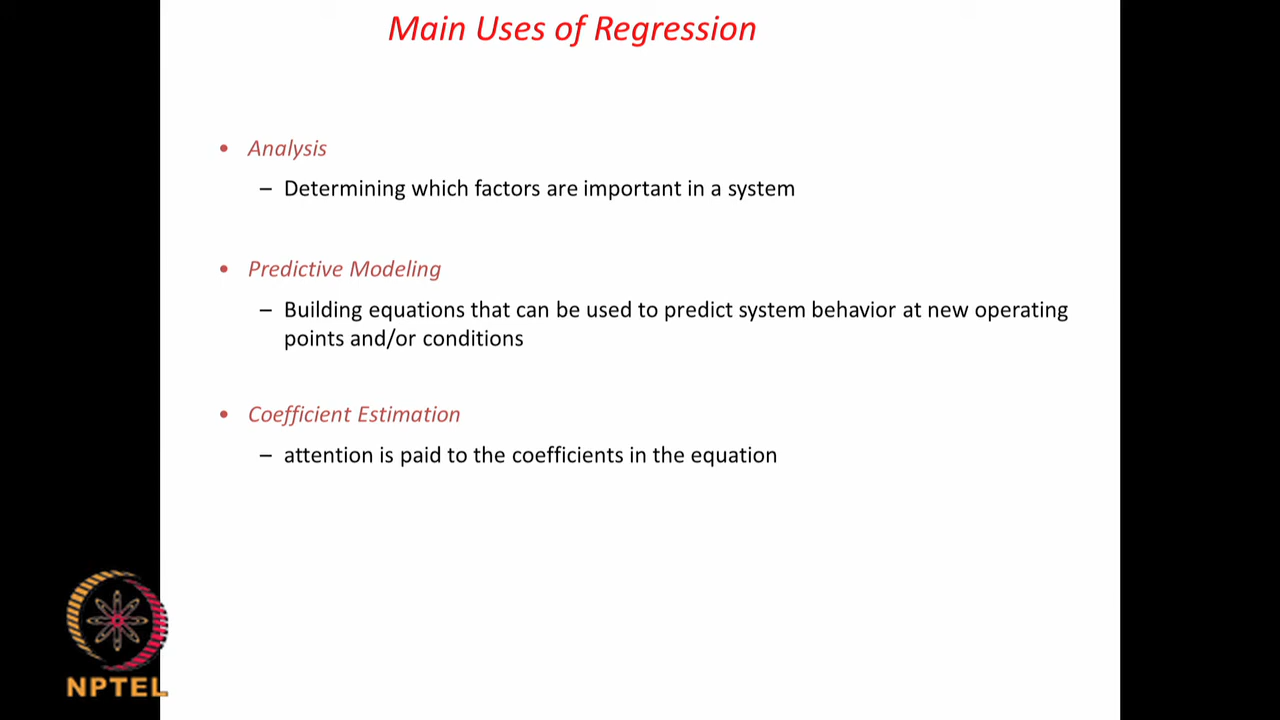 Main Uses of Regression
• Analysis
– Determining which factors are important in a system
• Predictive Modeling
– Building equations that can be used to predict system behavior at new operating
points and/or conditions
• Coefficient Estimation
– attention is paid to the coefficients in the equation
NPTEL